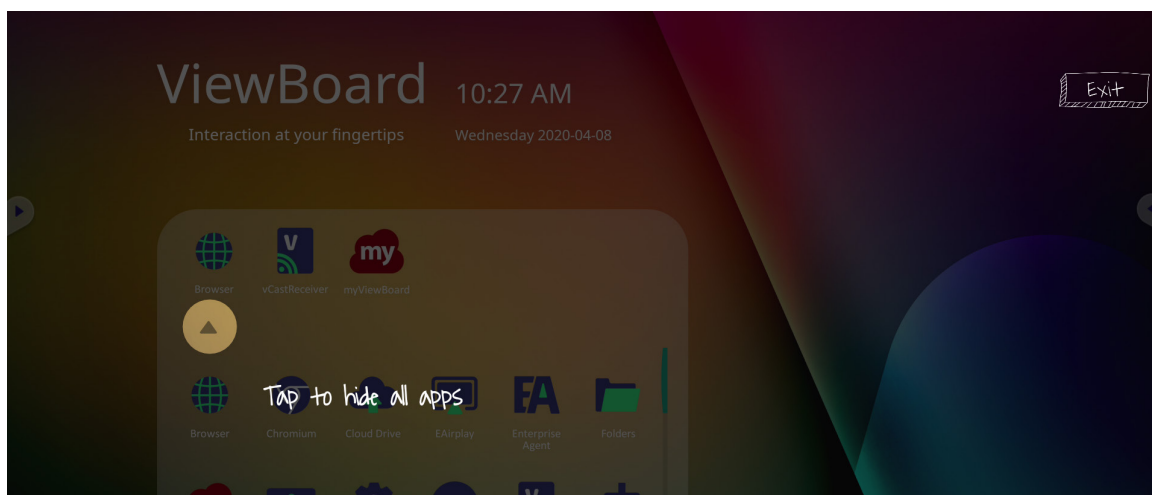 ViewBoard
10:27 AM
Exit
Interaction at your fingertips
Wednesday 2020-04-08
V
my
Browser
vCastReceiver
myViewBoard
Tap to hide all apps
EA
Browser
Chromium
Cloud Drive
EAirplay
Enterprise
Agent
Folders
V